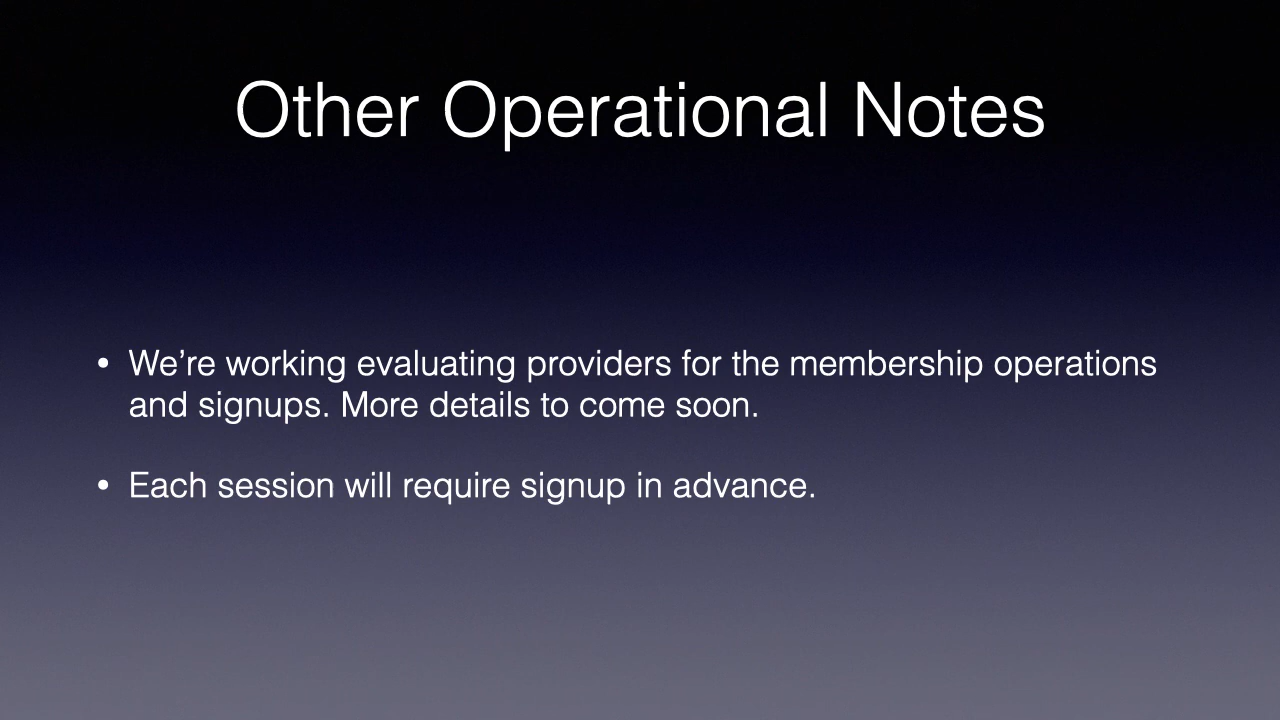 Other Operational Notes
• We’re working evaluating providers for the membership operations
and signups. More details to come soon.
• Each session will require signup in advance.